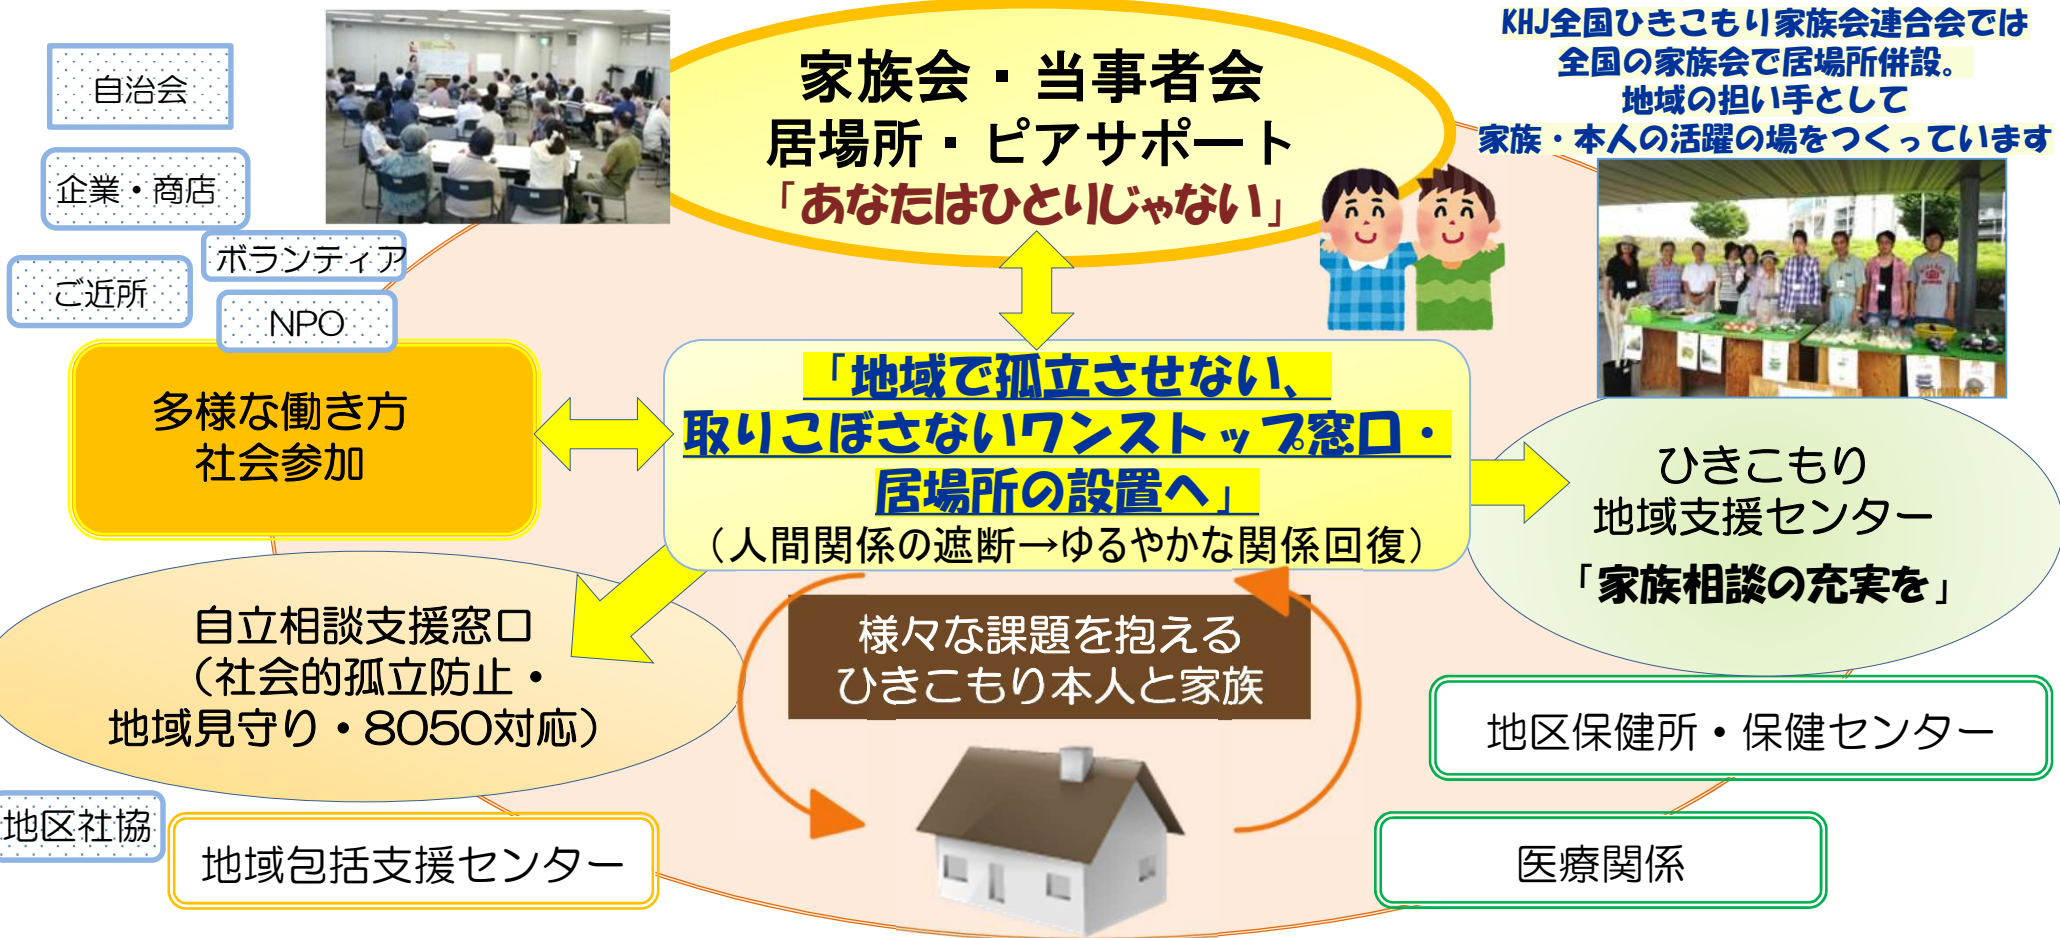 KHJ全国ひきこもり家族会連合会では
全国の家族会で居場所併設。
地域の担い手として
家族・本人の活躍の場をつくっています
家族会・当事者会
居場所・ピアサポート
「あなたはひとりじゃない」
自治会
企業・商店
ボランティア
ご近所
NPO
多様な働き方
社会参加
「地域で孤立させない、
取りこぼさないワンストップ窓口・
居場所の設置へ」
（人間関係の遮断→ゆるやかな関係回復）
ひきこもり
地域支援センター
「家族相談の充実を」
自立相談支援窓口
（社会的孤立防止・
地域見守り・8050対応）
様々な課題を抱える
ひきこもり本人と家族
地区保健所・保健センター
地区社協
地域包括支援センター
医療関係